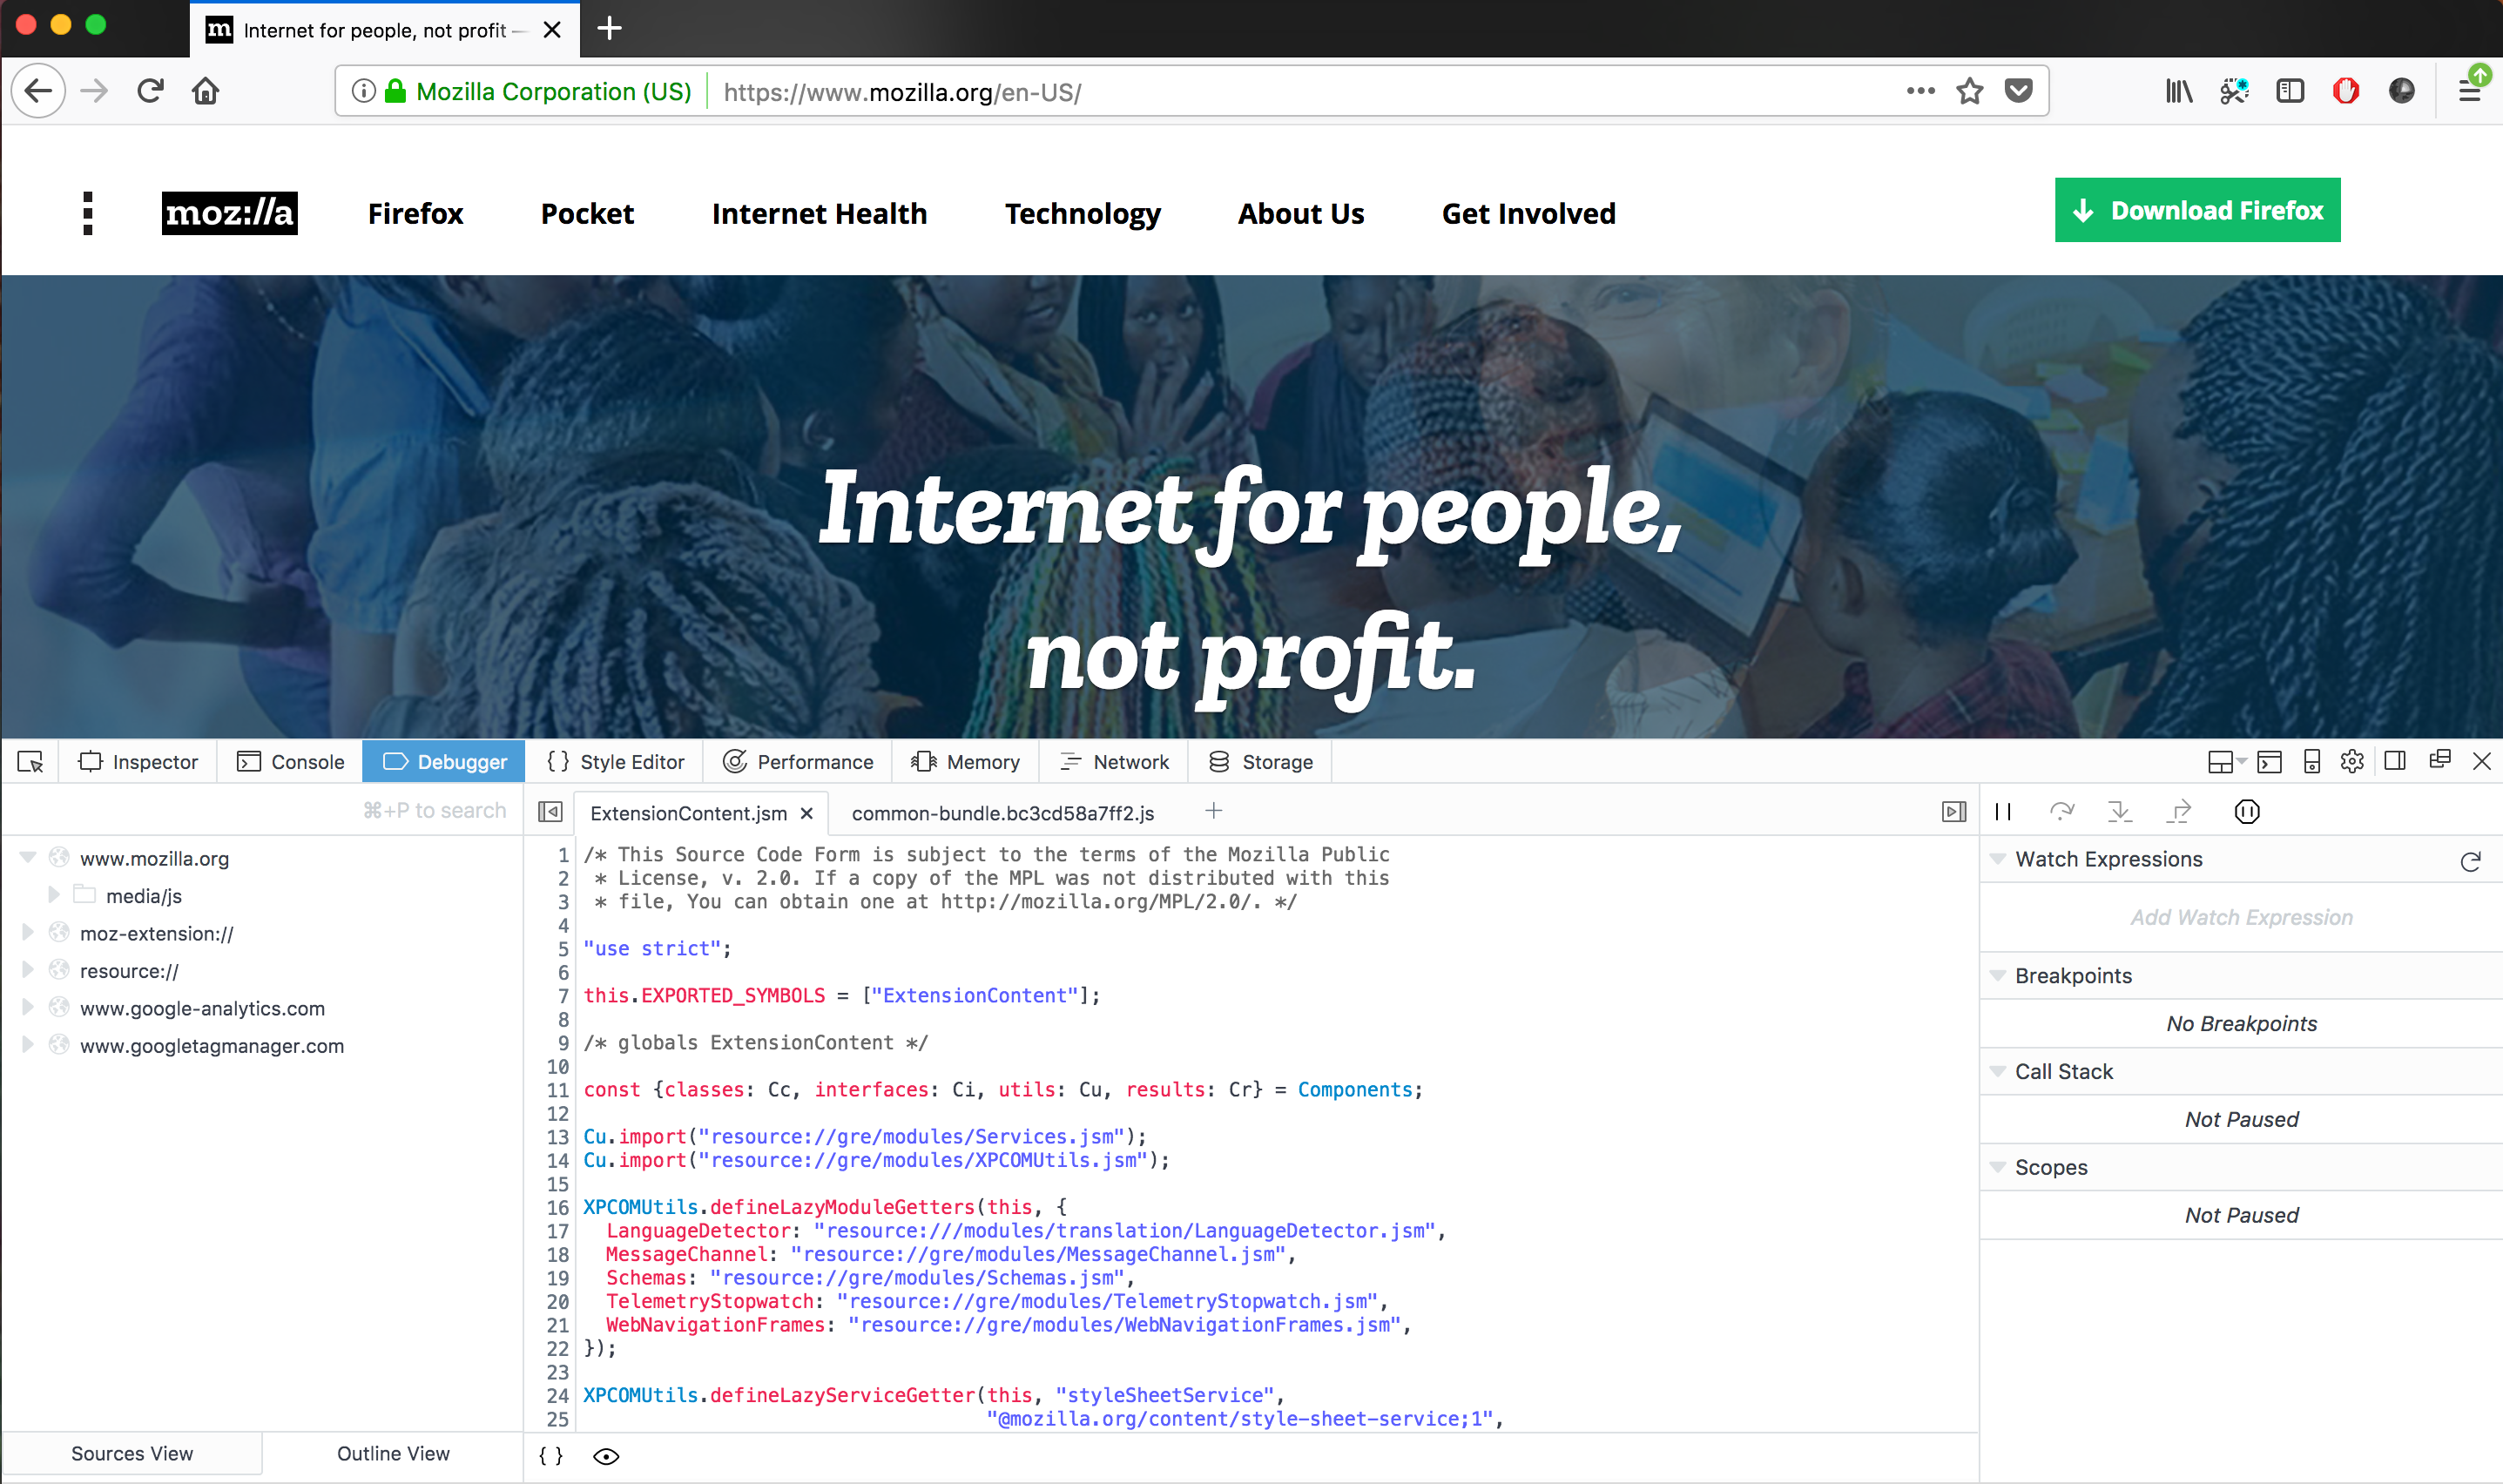 Internet for people, not profit —
Mozilla Corporation (US) https://www.mozilla.org/en-US/
moz://a Firefox Pocket Internet Health Technology About Us Get Involved Download Firefox
Internet for people,
not profit.
Inspector Console Debugger { } Style Editor Performance Memory Network Storage
⌘+P to search
ExtensionContent.jsm common-bundle.bc3cd58a7ff2.js
www.mozilla.org
media/js
moz-extension://
resource://
www.google-analytics.com
www.googletagmanager.com
Sources View Outline View
1 /* This Source Code Form is subject to the terms of the Mozilla Public
2  * License, v. 2.0. If a copy of the MPL was not distributed with this
3  * file, You can obtain one at http://mozilla.org/MPL/2.0/. */
4
5 "use strict";
6
7 this.EXPORTED_SYMBOLS = ["ExtensionContent"];
8
9 /* globals ExtensionContent */
10
11 const {classes: Cc, interfaces: Ci, utils: Cu, results: Cr} = Components;
12
13 Cu.import("resource://gre/modules/Services.jsm");
14 Cu.import("resource://gre/modules/XPCOMUtils.jsm");
15
16 XPCOMUtils.defineLazyModuleGetters(this, {
17   LanguageDetector: "resource:///modules/translation/LanguageDetector.jsm",
18   MessageChannel: "resource://gre/modules/MessageChannel.jsm",
19   Schemas: "resource://gre/modules/Schemas.jsm",
20   TelemetryStopwatch: "resource://gre/modules/TelemetryStopwatch.jsm",
21   WebNavigationFrames: "resource://gre/modules/WebNavigationFrames.jsm",
22 });
23
24 XPCOMUtils.defineLazyServiceGetter(this, "styleSheetService",
25                                    "@mozilla.org/content/style-sheet-service;1",
{ }
Watch Expressions
Add Watch Expression
Breakpoints
No Breakpoints
Call Stack
Not Paused
Scopes
Not Paused